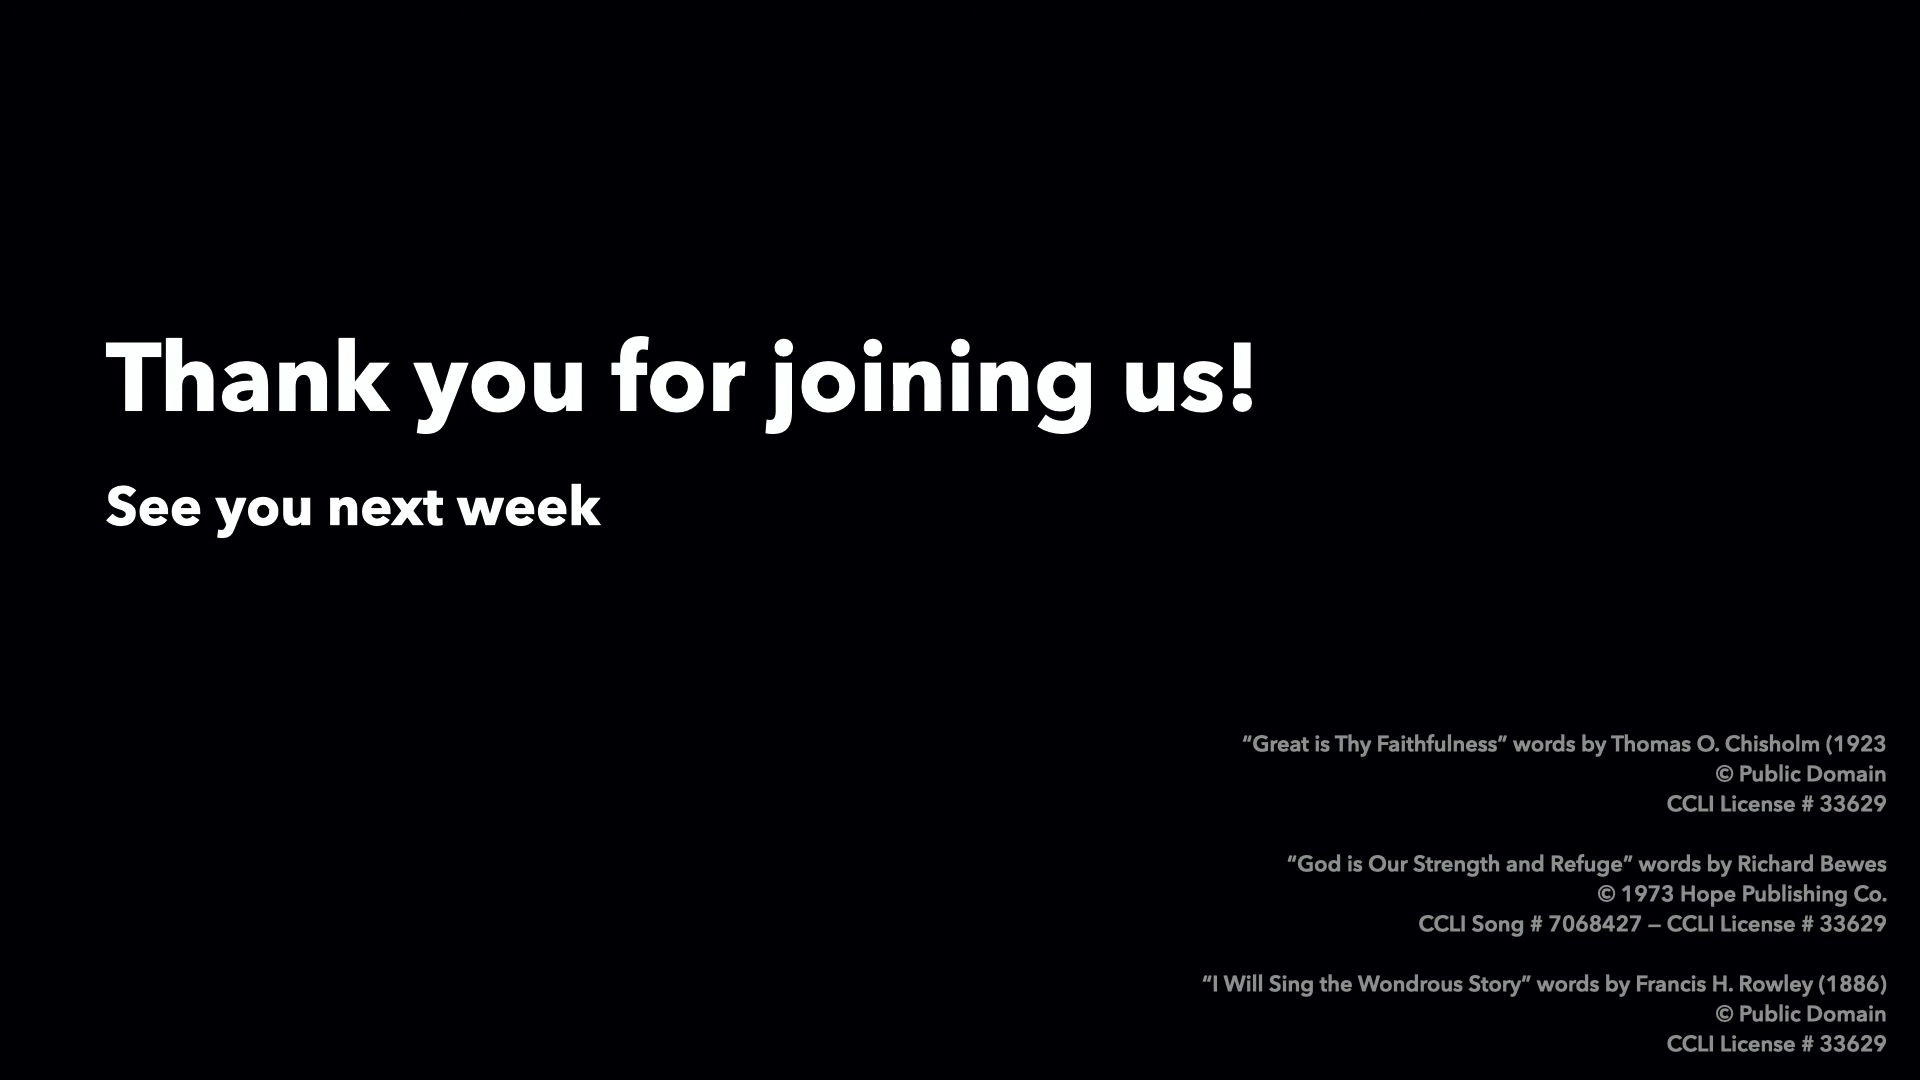 Thank you for joining us!
See you next week
“Great is Thy Faithfulness” words by Thomas O. Chisholm (1923
© Public Domain
CCLI License # 33629
“God is Our Strength and Refuge” words by Richard Bewes
© 1973 Hope Publishing Co.
CCLI Song # 7068427 – CCLI License # 33629
“I Will Sing the Wondrous Story” words by Francis H. Rowley (1886)
© Public Domain
CCLI License # 33629